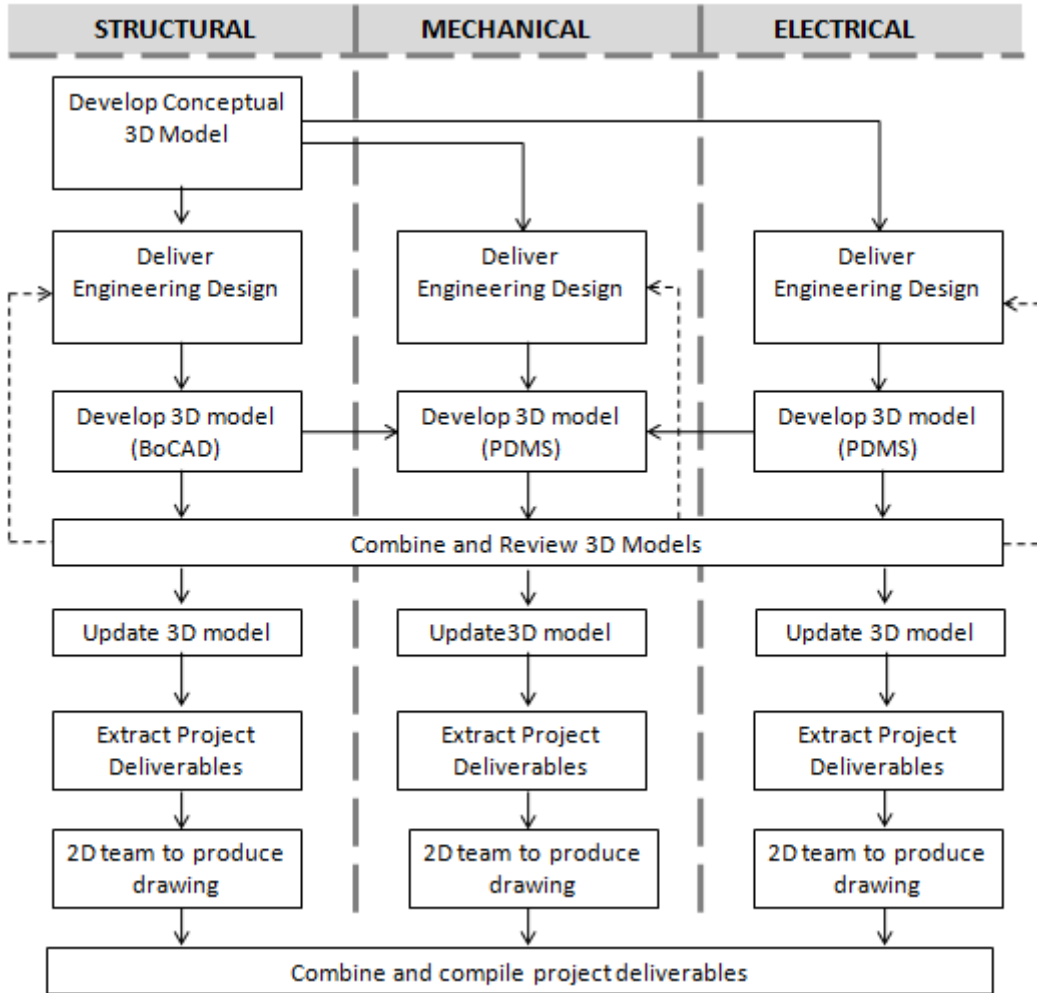 STRUCTURAL
MECHANICAL
ELECTRICAL
Develop Conceptual
3D Model
Deliver
Engineering Design
Deliver
Engineering Design
Deliver
Engineering Design
Develop 3D model
(BoCAD)
Develop 3D model
(PDMS)
Develop 3D model
(PDMS)
Combine and Review 3D Models
Update 3D model
Update3D model
Update 3D model
Extract Project
Deliverables
Extract Project
Deliverables
Extract Project
Deliverables
2D team to produce
drawing
2D team to produce
drawing
2D team to produce
drawing
Combine and compile project deliverables